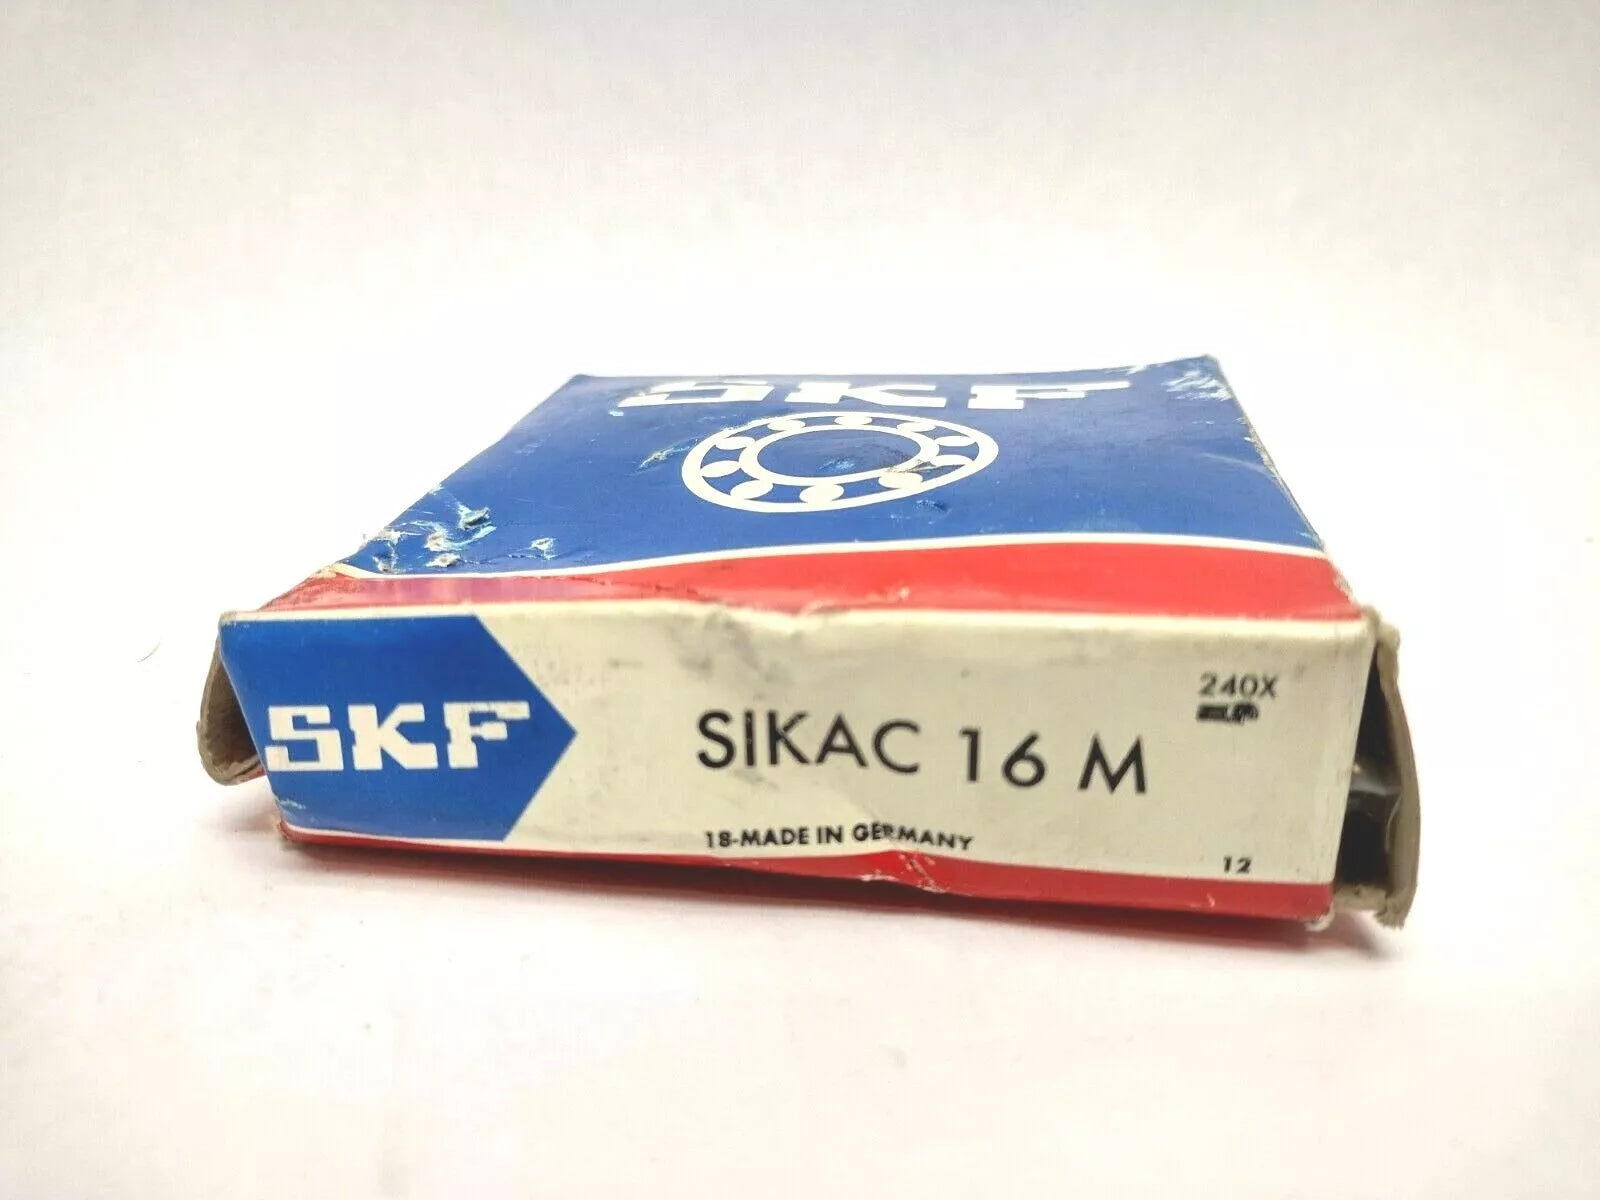 SKF
SKF
SIKAC 16 M
240X
18-MADE IN GERMANY
12